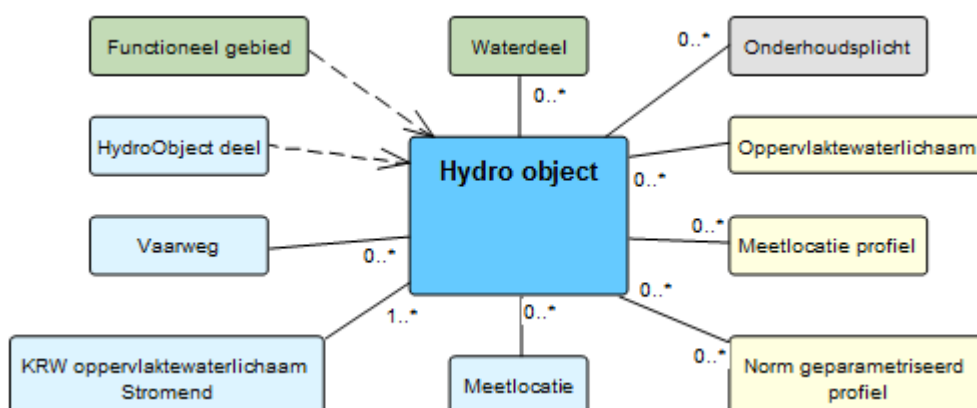 Functioneel gebied
Waterdeel
0..*
Onderhoudsplicht
0..*
HydroObject deel
Hydro object
Oppervlaktewaterlichaam
0..*
Vaarweg
0..*
0..*
Meetlocatie profiel
1..*
0..*
0..*
KRW oppervlaktewaterlichaam
Stromend
Meetlocatie
0..*
Norm geparametriseerd
profiel